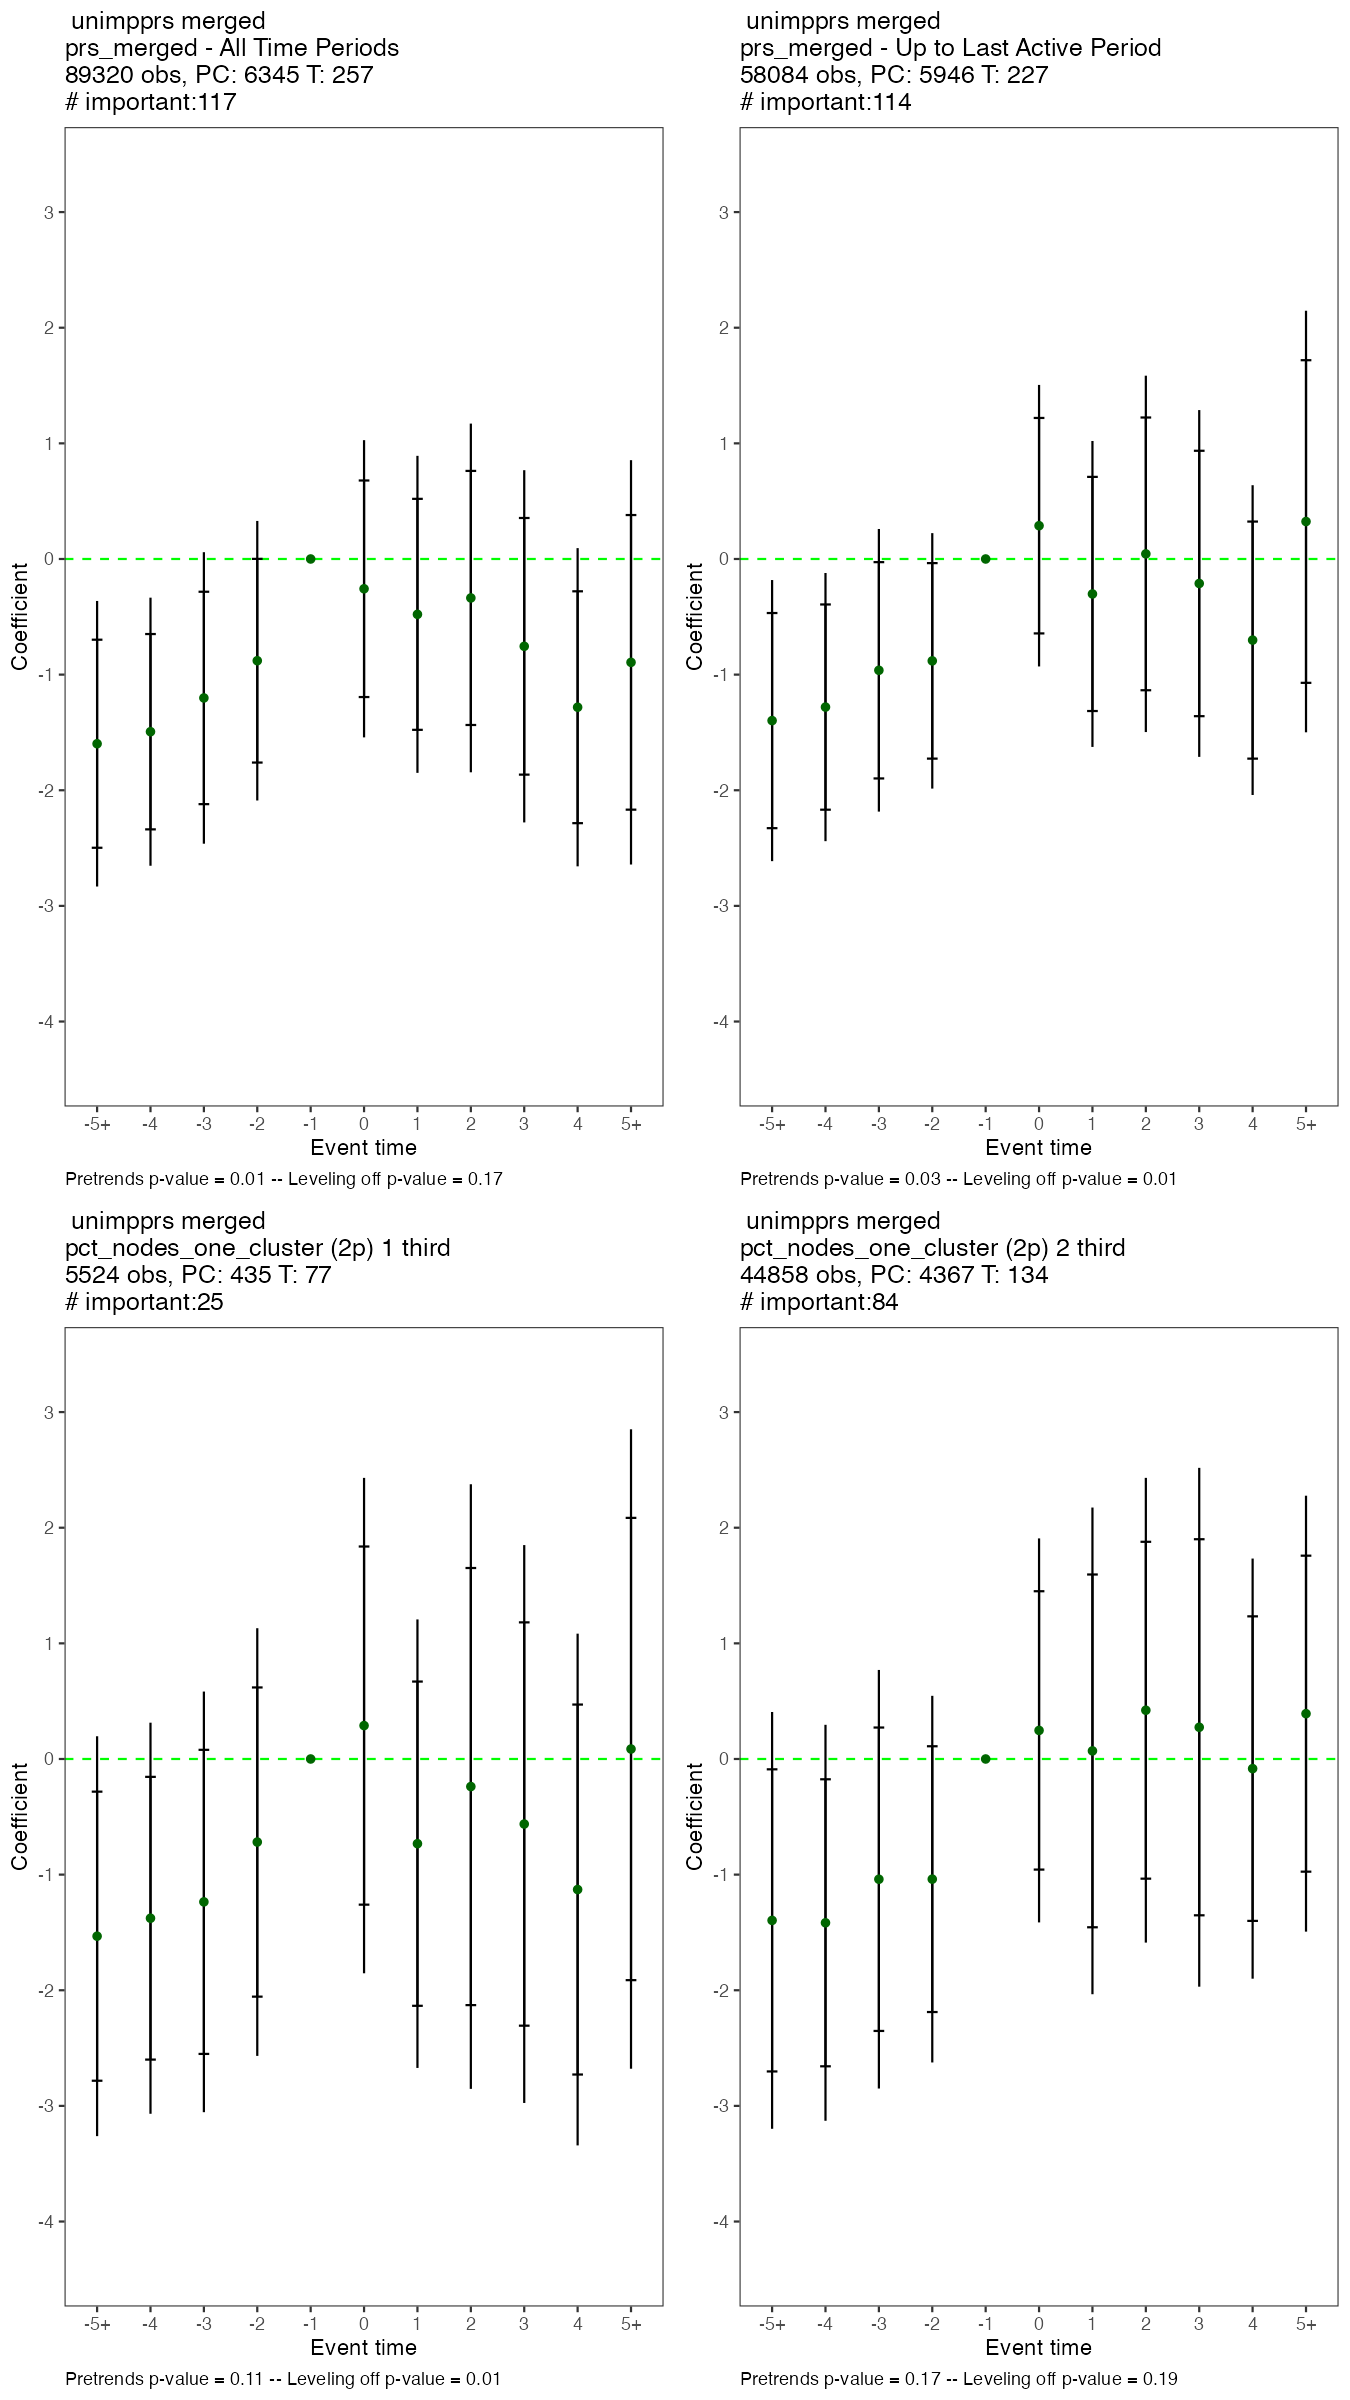 unimpprs merged
prs_merged - All Time Periods
89320 obs, PC: 6345 T: 257
# important:117
3
2
1
0
-1
-2
-3
-4
Coefficient
-5+ -4 -3 -2 -1 0 1 2 3 4 5+
Event time
Pretrends p-value = 0.01 -- Leveling off p-value = 0.17
unimpprs merged
prs_merged - Up to Last Active Period
58084 obs, PC: 5946 T: 227
# important:114
3
2
1
0
-1
-2
-3
-4
Coefficient
-5+ -4 -3 -2 -1 0 1 2 3 4 5+
Event time
Pretrends p-value = 0.03 -- Leveling off p-value = 0.01
unimpprs merged
pct_nodes_one_cluster (2p) 1 third
5524 obs, PC: 435 T: 77
# important:25
3
2
1
0
-1
-2
-3
-4
Coefficient
-5+ -4 -3 -2 -1 0 1 2 3 4 5+
Event time
Pretrends p-value = 0.11 -- Leveling off p-value = 0.01
unimpprs merged
pct_nodes_one_cluster (2p) 2 third
44858 obs, PC: 4367 T: 134
# important:84
3
2
1
0
-1
-2
-3
-4
Coefficient
-5+ -4 -3 -2 -1 0 1 2 3 4 5+
Event time
Pretrends p-value = 0.17 -- Leveling off p-value = 0.19